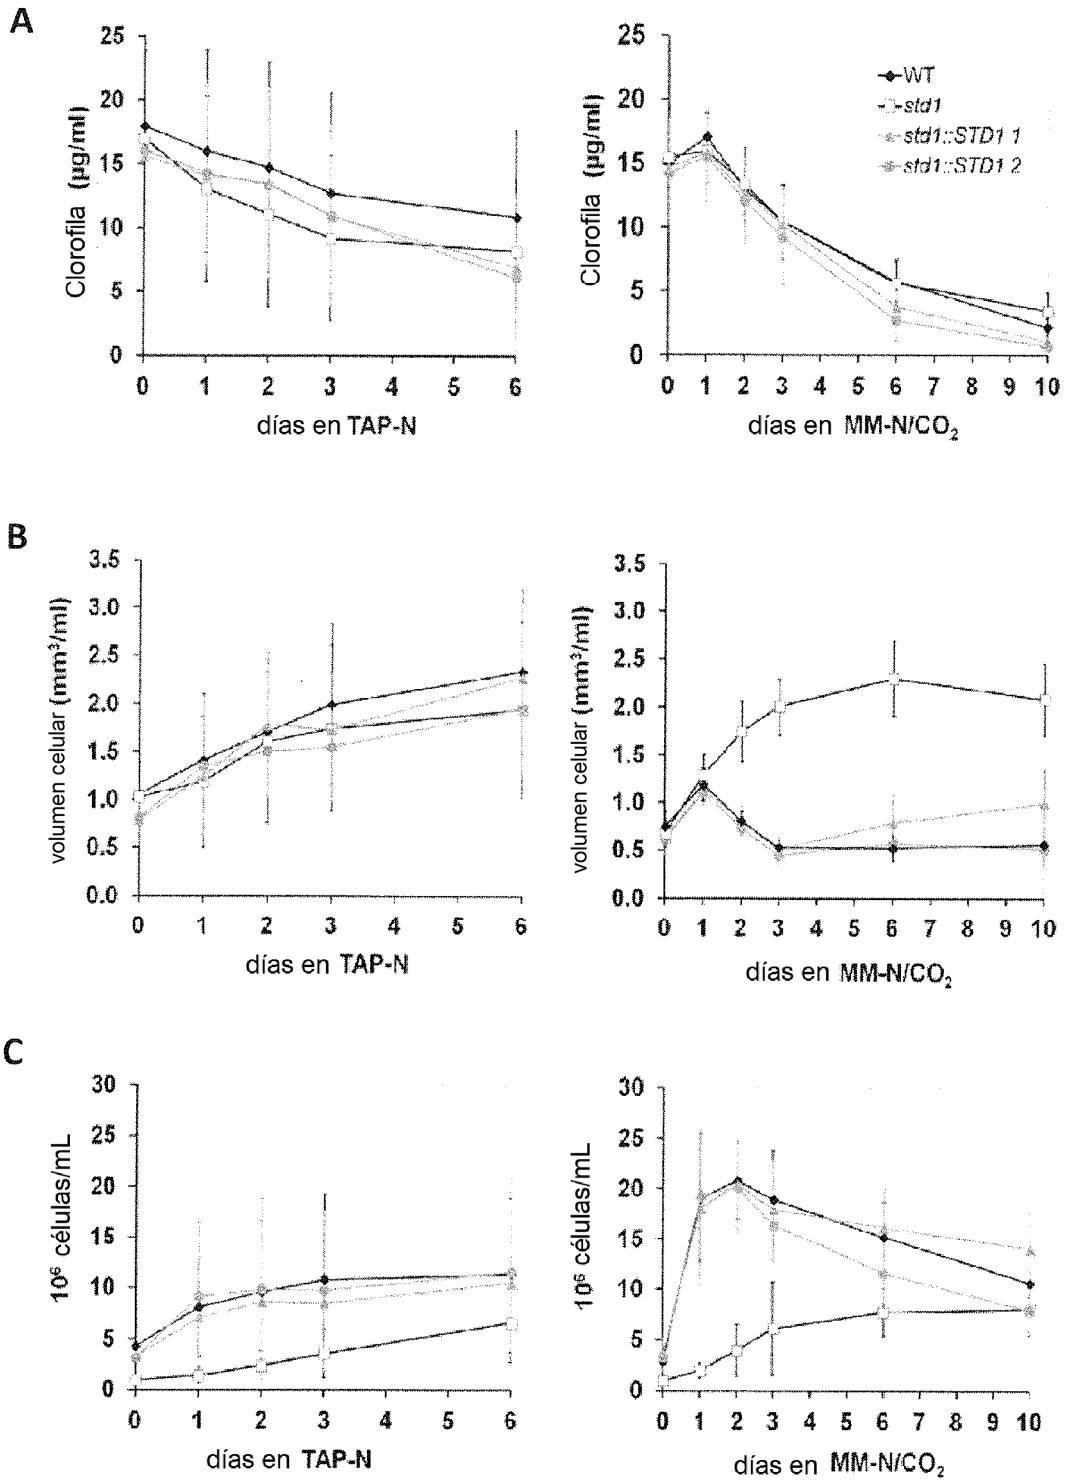 A
Clorofila (µg/ml)
25
20
15
10
5
0
0 1 2 3 4 5 6
días en TAP-N
Clorofila (µg/ml)
25
20
15
10
5
0
0 1 2 3 4 5 6 7 8 9 10
días en MM-N/CO₂
WT
std1
std1::STD1 1
std1::STD1 2
B
volumen celular (mm³/ml)
3.5
3.0
2.5
2.0
1.5
1.0
0.5
0.0
0 1 2 3 4 5 6
días en TAP-N
volumen celular (mm³/ml)
3.5
3.0
2.5
2.0
1.5
1.0
0.5
0.0
0 1 2 3 4 5 6 7 8 9 10
días en MM-N/CO₂
C
10⁶ células/mL
30
25
20
15
10
5
0
0 1 2 3 4 5 6
días en TAP-N
10⁶ células/mL
30
25
20
15
10
5
0
0 1 2 3 4 5 6 7 8 9 10
días en MM-N/CO₂